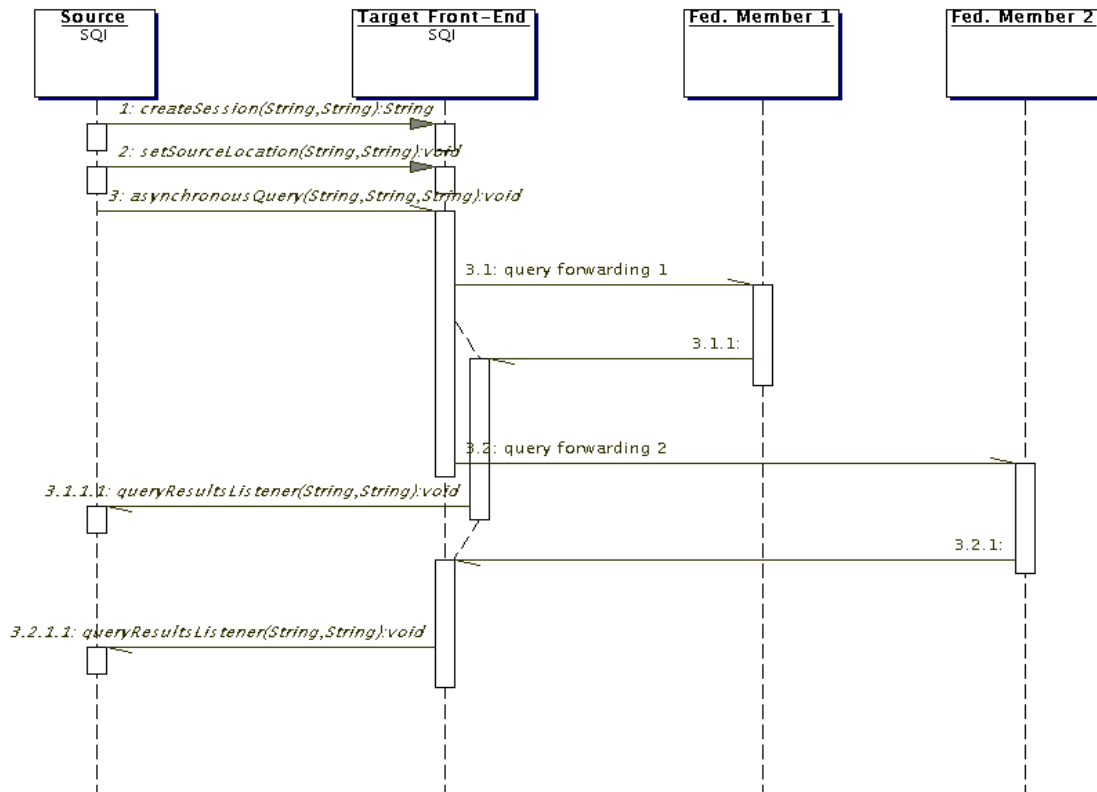 Source
SQI
Target Front-End
SQI
Fed. Member 1
Fed. Member 2
1: createSession(String,String):String
2: setSourceLocation(String,String):void
3: asynchronousQuery(String,String,String):void
3.1: query forwarding 1
3.1.1:
3.2: query forwarding 2
3.1.1.1: queryResultsListener(String,String):void
3.2.1:
3.2.1.1: queryResultsListener(String,String):void